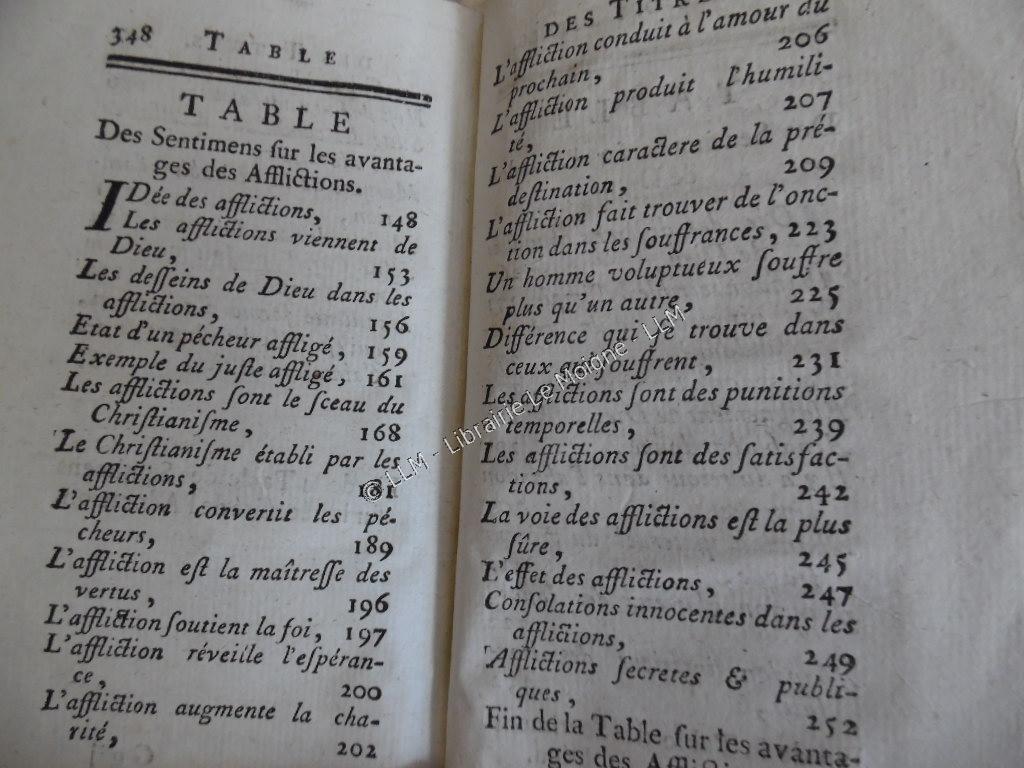 348 TABLE
TABLE
Des Sentimens ſur les avanta-
ges des Afflictions.
IDée des afflictions, 148
Les afflictions viennent de
Dieu, 153
Les deſſeins de Dieu dans les
afflictions, 156
Etat d'un pécheur affligé, 159
Exemple du juſte affligé, 161
Les afflictions ſont le ſceau du
Chriſtianiſme, 168
Le Chriſtianiſme établi par les
afflictions,
L'affliction convertit les pé-
cheurs, 189
L'affliction eſt la maîtreſſe des
vertus, 196
L'affliction ſoutient la foi, 197
L'affliction réveille l'eſpéran-
ce, 200
L'affliction augmente la cha-
rité, 202
DES TITRE
L'affliction conduit à l'amour du
prochain, 206
L'affliction produit l'humili-
té, 207
L'affliction caractere de la pré-
deſtination, 209
L'affliction fait trouver de l'onc-
tion dans les ſouffrances, 223
Un homme voluptueux ſouffre
plus qu'un autre, 225
Différence qui ſe trouve dans
ceux qui ſouffrent, 231
Les afflictions ſont des punitions
temporelles, 239
Les afflictions ſont des ſatisfac-
tions, 242
La voie des afflictions eſt la plus
ſûre, 245
L'effet des afflictions, 247
Conſolations innocentes dans les
afflictions, 249
Afflictions ſecretes & publi-
ques, 252
Fin de la Table ſur les avanta-
ges des
© LLM - Librairie Le Moine - LLM